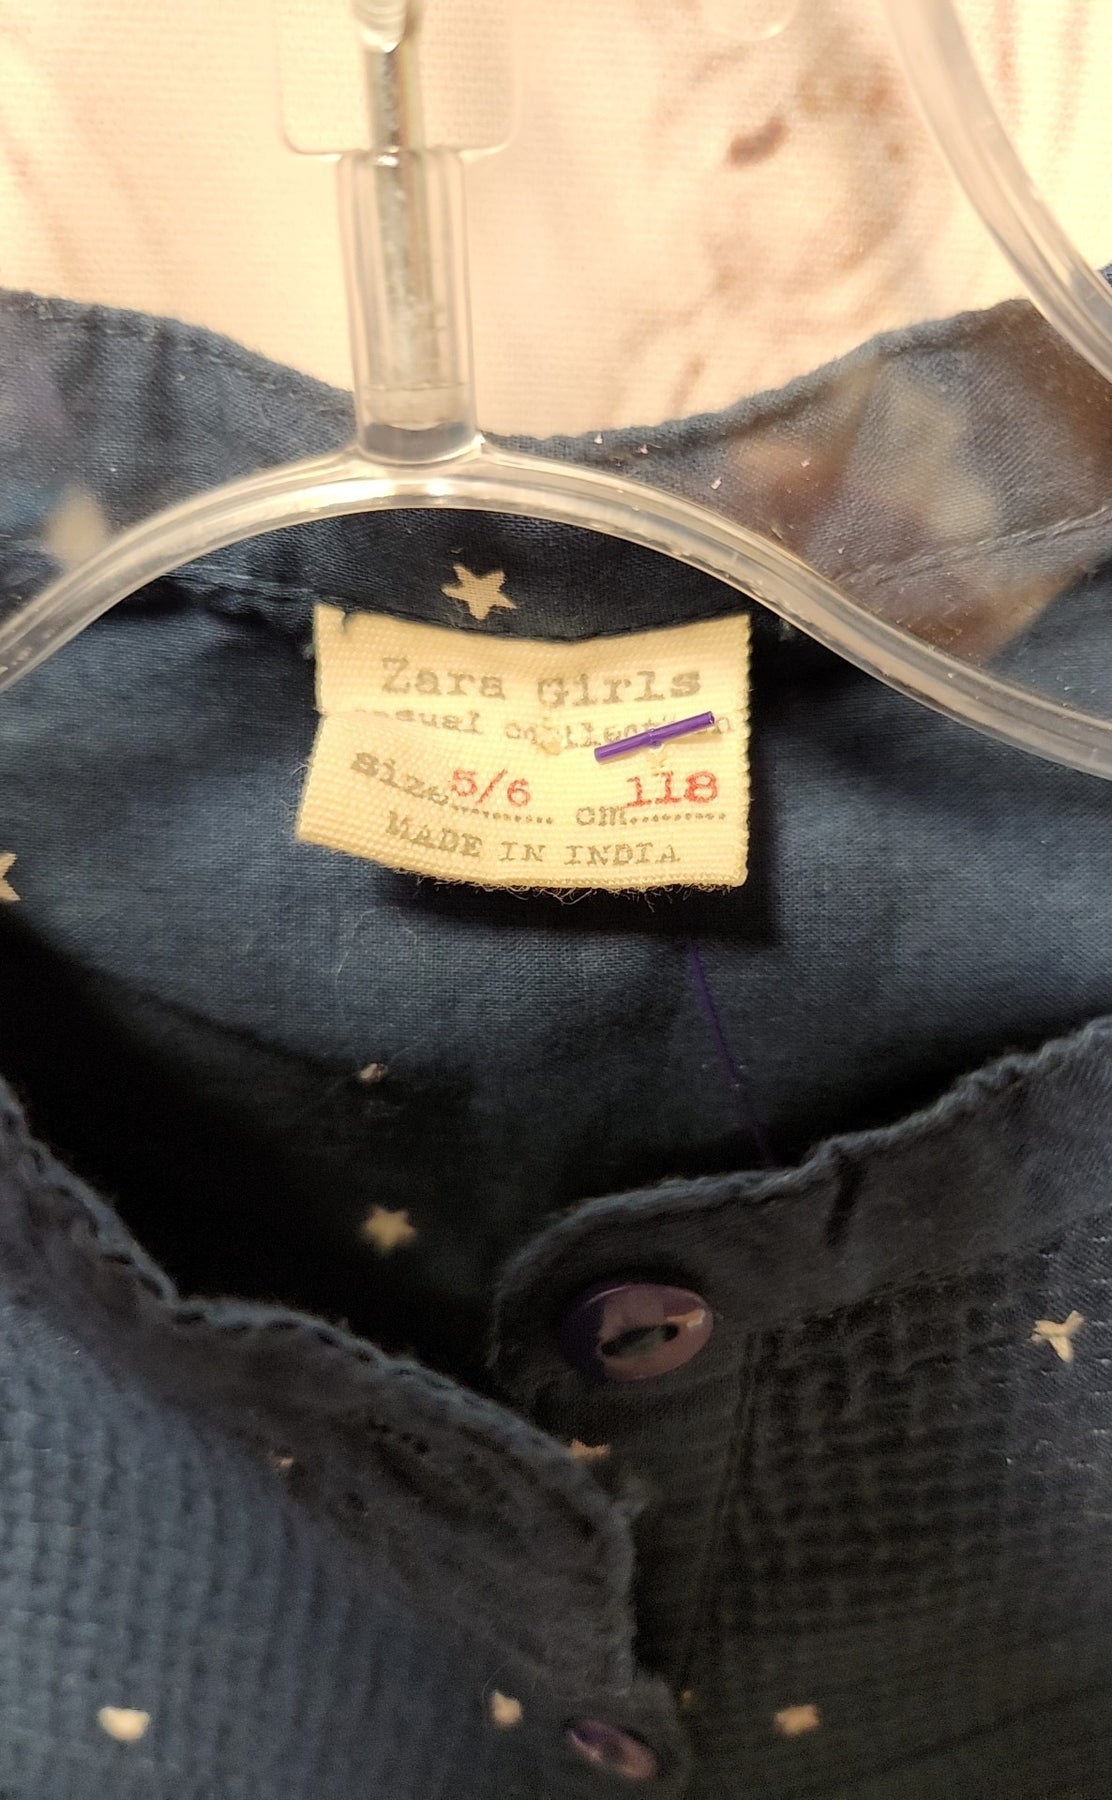 Zara Girls
casual collection
size 5/6 cm 118
MADE IN INDIA